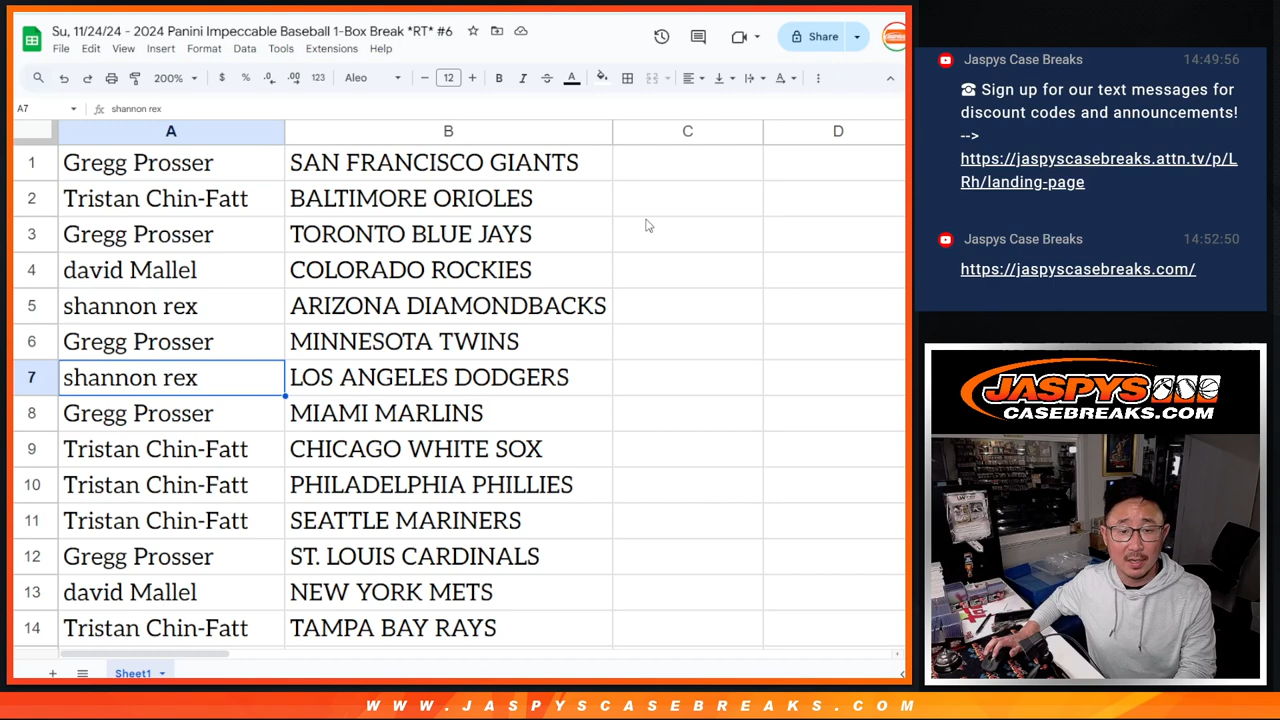 Su, 11/24/24 - 2024 Panini Impeccable Baseball 1-Box Break *RT* #6
File Edit View Insert Format Data Tools Extensions Help
Share
200% $ % .0 .00 123 Aleo 12 B I A
A7 fx shannon rex
A B C D
1 Gregg Prosser SAN FRANCISCO GIANTS
2 Tristan Chin-Fatt BALTIMORE ORIOLES
3 Gregg Prosser TORONTO BLUE JAYS
4 david Mallel COLORADO ROCKIES
5 shannon rex ARIZONA DIAMONDBACKS
6 Gregg Prosser MINNESOTA TWINS
7 shannon rex LOS ANGELES DODGERS
8 Gregg Prosser MIAMI MARLINS
9 Tristan Chin-Fatt CHICAGO WHITE SOX
10 Tristan Chin-Fatt PHILADELPHIA PHILLIES
11 Tristan Chin-Fatt SEATTLE MARINERS
12 Gregg Prosser ST. LOUIS CARDINALS
13 david Mallel NEW YORK METS
14 Tristan Chin-Fatt TAMPA BAY RAYS
Sheet1
Jaspys Case Breaks 14:49:56
☎ Sign up for our text messages for
discount codes and announcements!
-->
https://jaspyscasebreaks.attn.tv/p/L
Rh/landing-page
Jaspys Case Breaks 14:52:50
https://jaspyscasebreaks.com/
JASPYS
CASEBREAKS.COM
WWW.JASPYSCASEBREAKS.COM